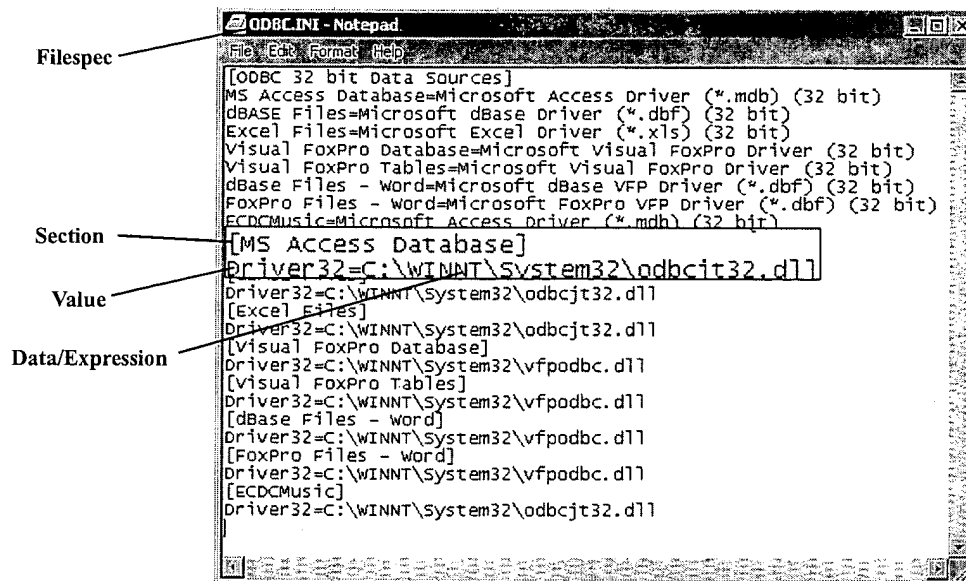 ODBC.INI - Notepad
File Edit Format Help
Filespec
[ODBC 32 bit Data Sources]
MS Access Database=Microsoft Access Driver (*.mdb) (32 bit)
dBASE Files=Microsoft dBase Driver (*.dbf) (32 bit)
Excel Files=Microsoft Excel Driver (*.xls) (32 bit)
Visual FoxPro Database=Microsoft Visual FoxPro Driver (32 bit)
Visual FoxPro Tables=Microsoft Visual FoxPro Driver (32 bit)
dBase Files - Word=Microsoft dBase VFP Driver (*.dbf) (32 bit)
FoxPro Files - Word=Microsoft FoxPro VFP Driver (*.dbf) (32 bit)
ECDCMusic=Microsoft Access Driver (*.mdb) (32 bit)
Section
[MS Access Database]
Driver32=C:\WINNT\System32\odbcjt32.dll
Value
Driver32=C:\WINNT\System32\odbcjt32.dll
[Excel Files]
Driver32=C:\WINNT\System32\odbcjt32.dll
Data/Expression
[Visual FoxPro Database]
Driver32=C:\WINNT\System32\vfpodbc.dll
[Visual FoxPro Tables]
Driver32=C:\WINNT\System32\vfpodbc.dll
[dBase Files - Word]
Driver32=C:\WINNT\System32\vfpodbc.dll
[FoxPro Files - Word]
Driver32=C:\WINNT\System32\vfpodbc.dll
[ECDCMusic]
Driver32=C:\WINNT\System32\odbcjt32.dll